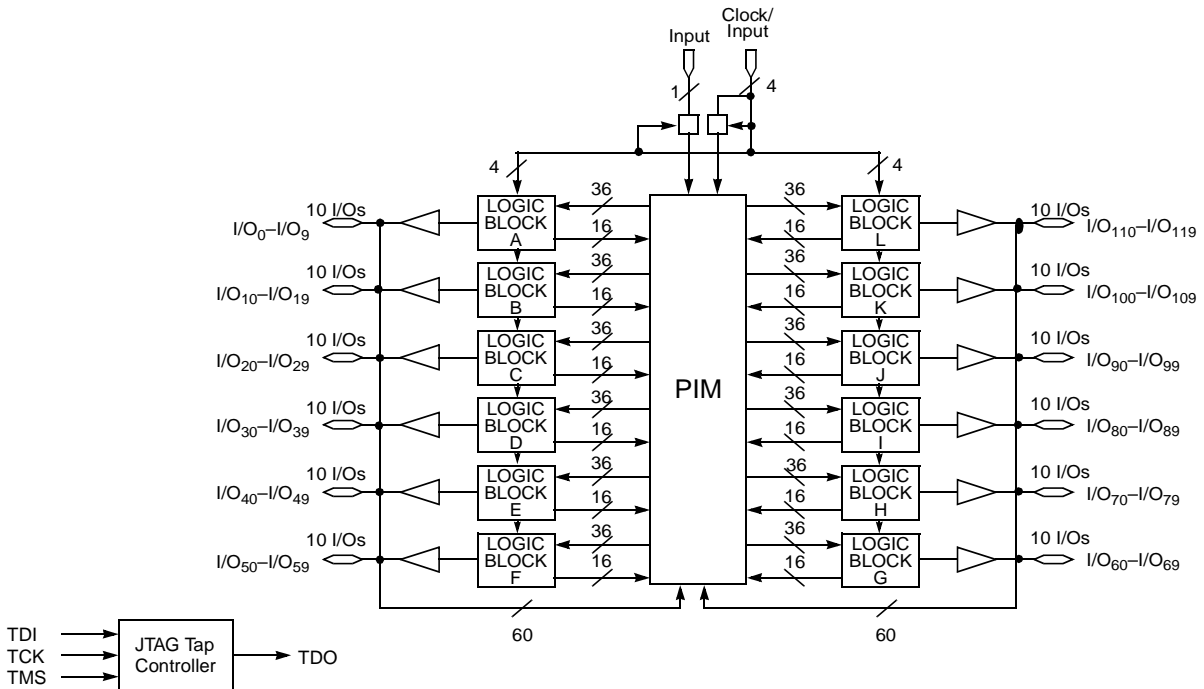 Clock/
Input
Input
1
4
4
4
36
36
10 I/Os
LOGIC
BLOCK
A
16
I/O0–I/O9
PIM
LOGIC
BLOCK
L
16
10 I/Os
I/O110–I/O119
36
36
10 I/Os
LOGIC
BLOCK
B
16
I/O10–I/O19
LOGIC
BLOCK
K
16
10 I/Os
I/O100–I/O109
36
36
10 I/Os
LOGIC
BLOCK
C
16
I/O20–I/O29
LOGIC
BLOCK
J
16
10 I/Os
I/O90–I/O99
36
36
10 I/Os
LOGIC
BLOCK
D
16
I/O30–I/O39
LOGIC
BLOCK
I
16
10 I/Os
I/O80–I/O89
36
36
10 I/Os
LOGIC
BLOCK
E
16
I/O40–I/O49
LOGIC
BLOCK
H
16
10 I/Os
I/O70–I/O79
36
36
10 I/Os
LOGIC
BLOCK
F
16
I/O50–I/O59
LOGIC
BLOCK
G
16
10 I/Os
I/O60–I/O69
60
60
TDI
TCK
TMS
JTAG Tap
Controller
TDO